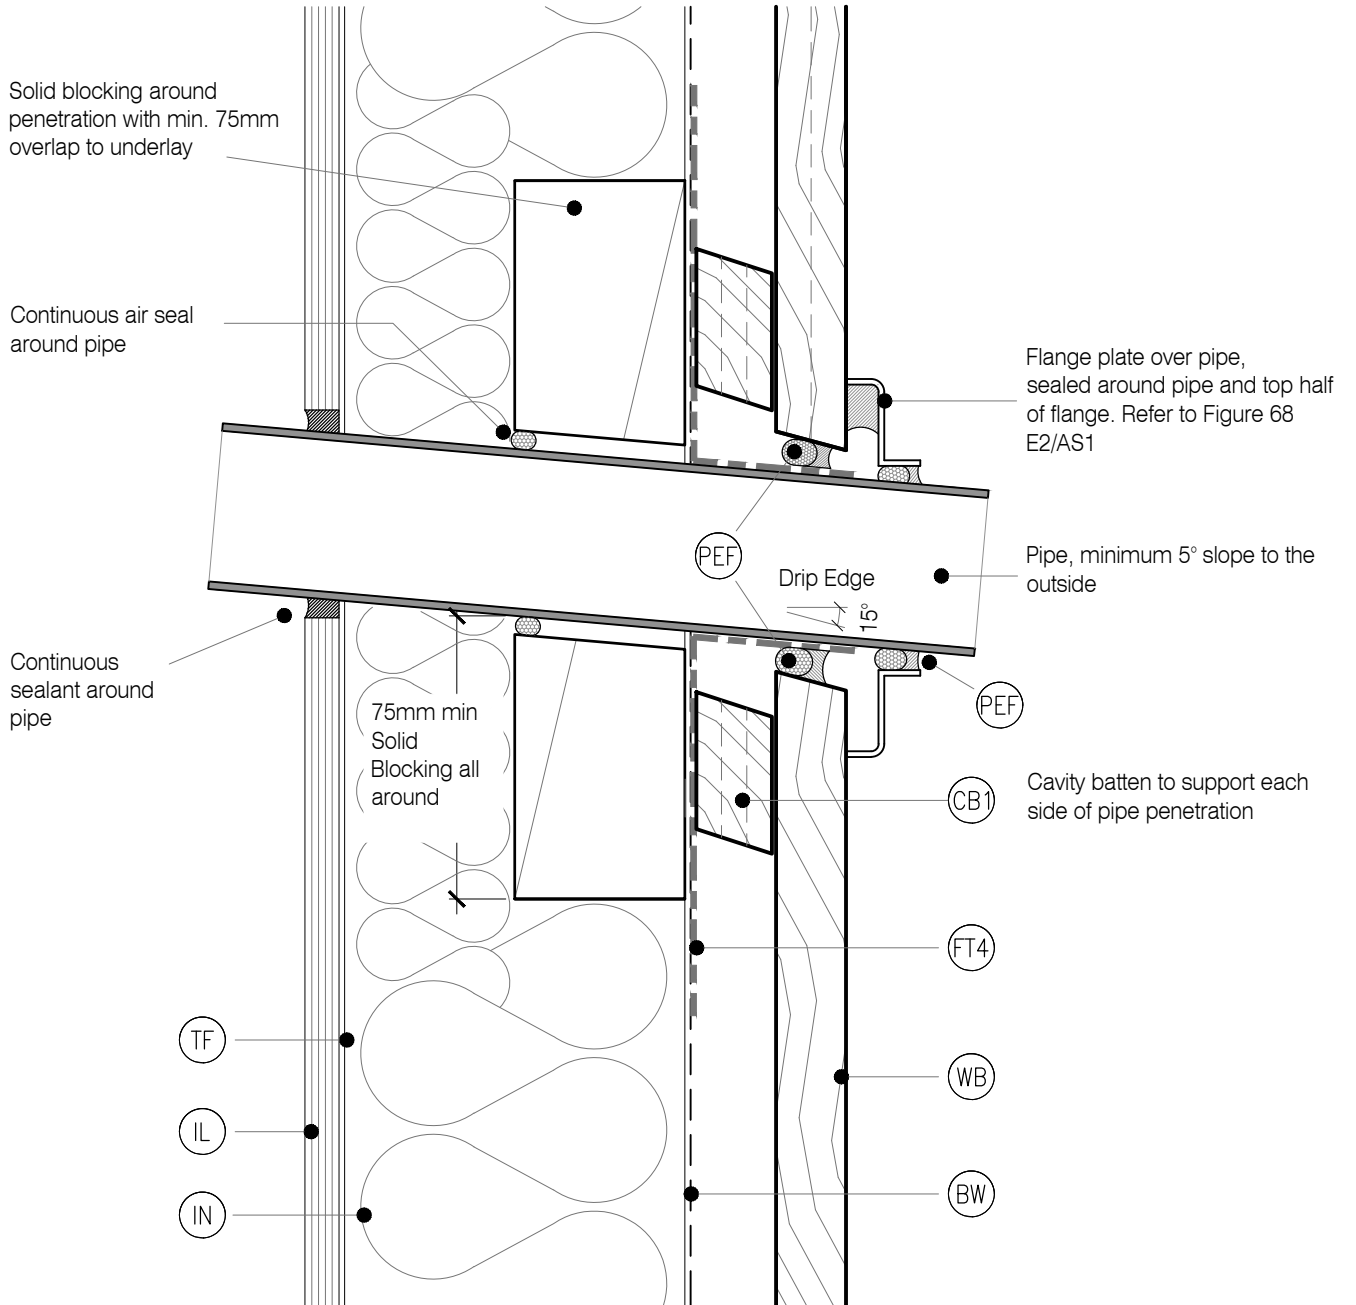 Solid blocking around
penetration with min. 75mm
overlap to underlay
Continuous air seal
around pipe
Flange plate over pipe,
sealed around pipe and top half
of flange. Refer to Figure 68
E2/AS1
PEF
Drip Edge
15°
Pipe, minimum 5° slope to the
outside
Continuous
sealant around
pipe
75mm min
Solid
Blocking all
around
PEF
CB1
Cavity batten to support each
side of pipe penetration
FT4
TF
WB
IL
BW
IN